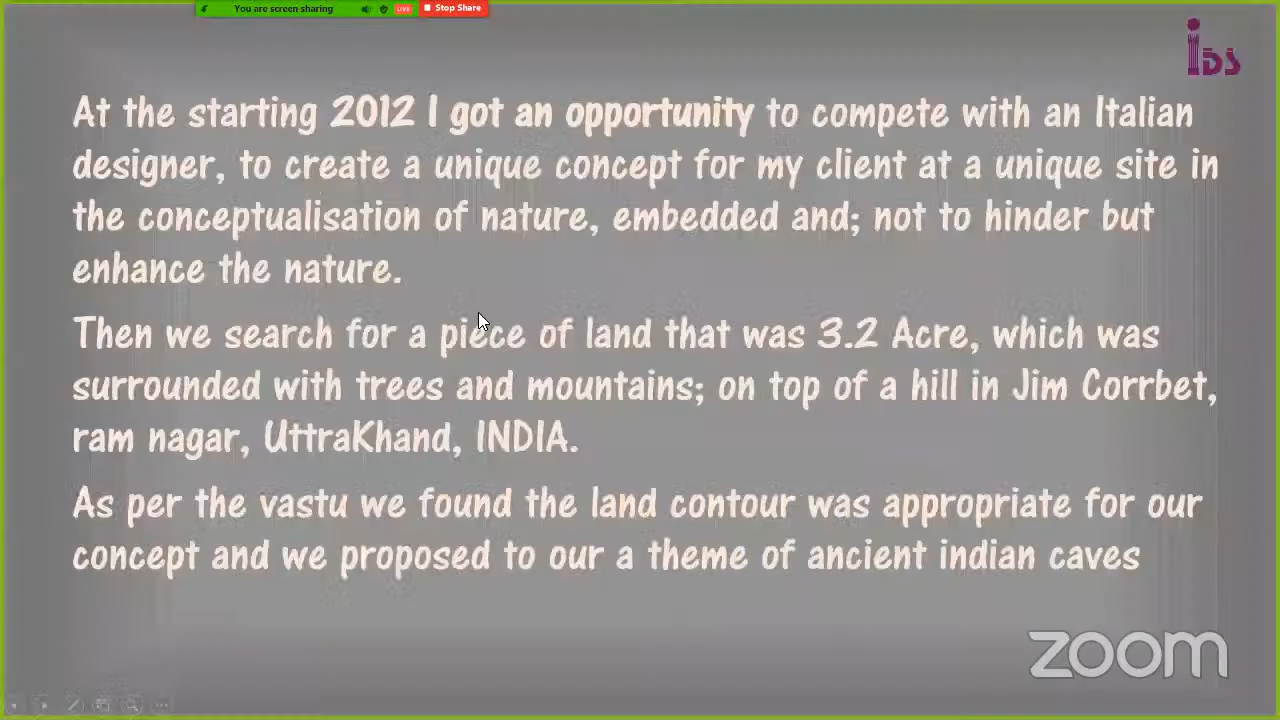 You are screen sharing
LIVE
Stop Share
IDS
At the starting 2012 I got an opportunity to compete with an Italian
designer, to create a unique concept for my client at a unique site in
the conceptualisation of nature, embedded and; not to hinder but
enhance the nature.
Then we search for a piece of land that was 3.2 Acre, which was
surrounded with trees and mountains; on top of a hill in Jim Corrbet,
ram nagar, UttraKhand, INDIA.
As per the vastu we found the land contour was appropriate for our
concept and we proposed to our a theme of ancient indian caves
zoom